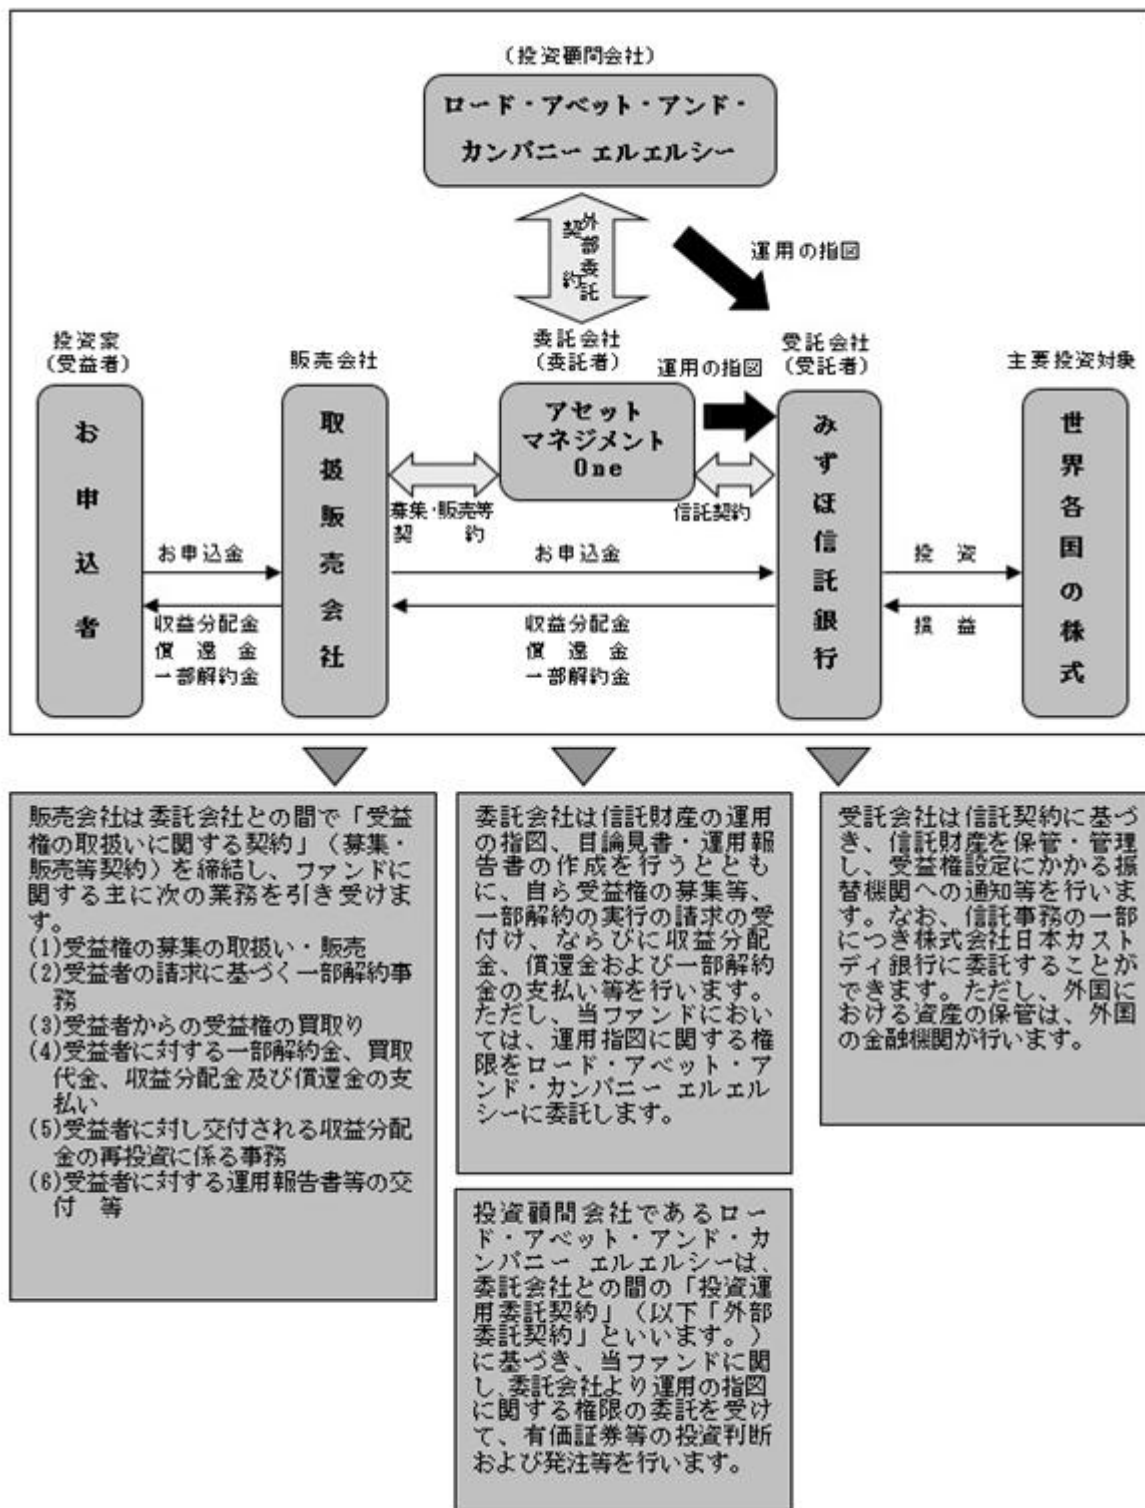 (投資顧問会社)
ロード・アベット・アンド・
カンパニー エルエルシー
外部委託
契約
運用の指図
投資家
(受益者)
お申込者
販売会社
取扱販売会社
委託会社
(委託者)
アセット
マネジメント
One
運用の指図
受託会社
(受託者)
みずほ信託銀行
主要投資対象
世界各国の株式
募集・販売等
契約
信託契約
お申込金
お申込金
投資
収益分配金
償還金
一部解約金
収益分配金
償還金
一部解約金
損益
販売会社は委託会社との間で「受益
権の取扱いに関する契約」(募集・
販売等契約)を締結し、ファンドに
関する主に次の業務を引き受けま
す。
(1)受益権の募集の取扱い・販売
(2)受益者の請求に基づく一部解約事
務
(3)受益者からの受益権の買取り
(4)受益者に対する一部解約金、買取
代金、収益分配金及び償還金の支
払い
(5)受益者に対し交付される収益分配
金の再投資に係る事務
(6)受益者に対する運用報告書等の交
付 等
委託会社は信託財産の運用
の指図、目論見書・運用報
告書の作成を行うととも
に、自ら受益権の募集等、
一部解約の実行の請求の受
付け、ならびに収益分配
金、償還金および一部解約
金の支払い等を行います。
ただし、当ファンドにおい
ては、運用指図に関する権
限をロード・アベット・ア
ンド・カンパニー エルエル
シーに委託します。
投資顧問会社であるロー
ド・アベット・アンド・カ
ンパニー エルエルシーは、
委託会社との間の「投資運
用委託契約」(以下「外部
委託契約」といいます。)
に基づき、当ファンドに関
し、委託会社より運用の指図
に関する権限の委託を受け
て、有価証券等の投資判断
および発注等を行います。
受託会社は信託契約に基づ
き、信託財産を保管・管理
し、受益権設定にかかる振
替機関への通知等を行いま
す。なお、信託事務の一部
につき株式会社日本カスト
ディ銀行に委託することが
できます。ただし、外国に
おける資産の保管は、外国
の金融機関が行います。